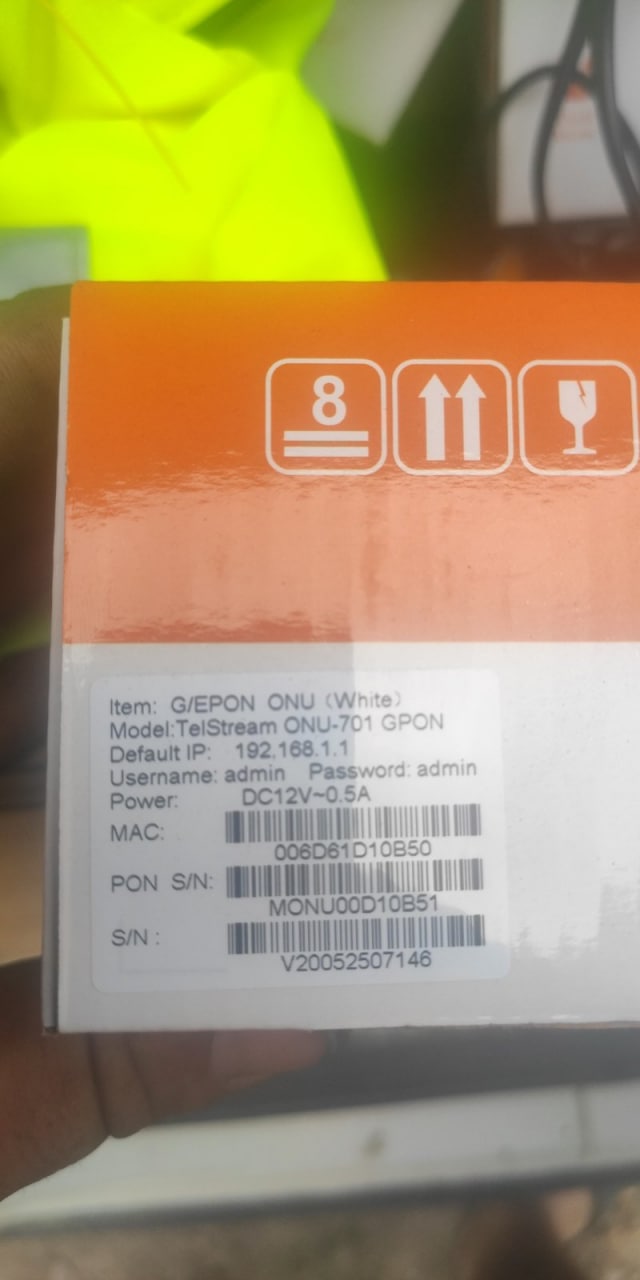 8
Item: G/EPON ONU (White)
Model:TelStream ONU-701 GPON
Default IP: 192.168.1.1
Username: admin Password: admin
Power: DC12V~0.5A
MAC:
006D61D10B50
PON S/N:
MONU00D10B51
S/N :
V20052507146